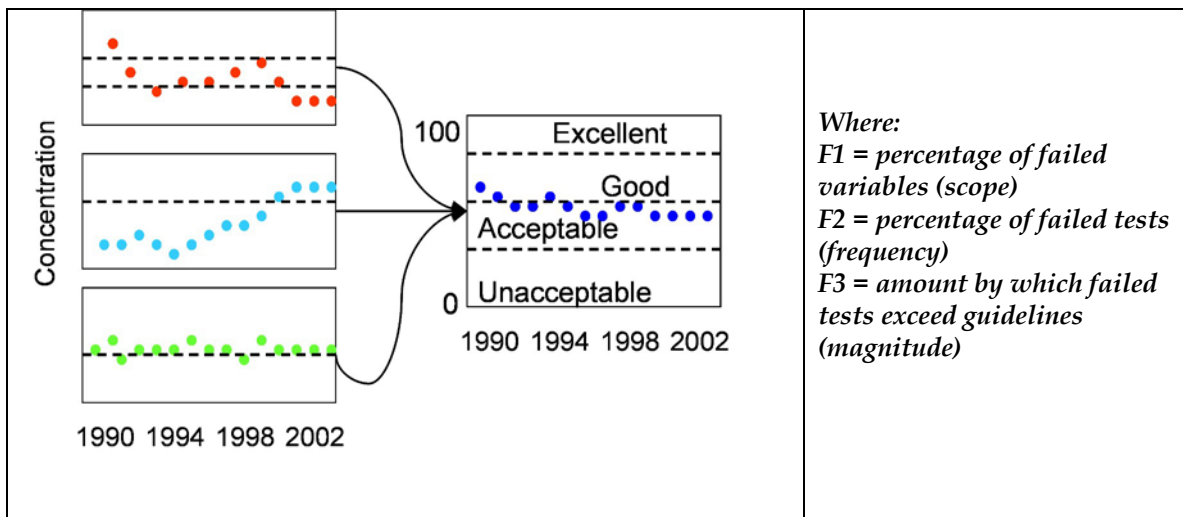 Concentration
1990 1994 1998 2002
100
Excellent
Good
Acceptable
Unacceptable
0
1990 1994 1998 2002
Where:
F1 = percentage of failed
variables (scope)
F2 = percentage of failed tests
(frequency)
F3 = amount by which failed
tests exceed guidelines
(magnitude)